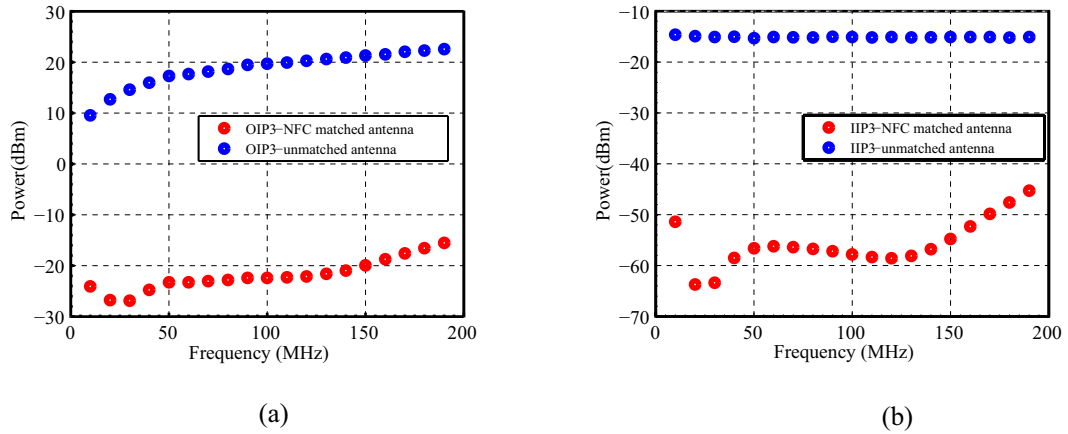 30
20
10
0
−10
−20
−30
Power(dBm)
OIP3−NFC matched antenna
OIP3−unmatched antenna
0 50 100 150 200
Frequency (MHz)
(a)
−10
−20
−30
−40
−50
−60
−70
Power(dBm)
IIP3−NFC matched antenna
IIP3−unmatched antenna
0 50 100 150 200
Frequency (MHz)
(b)